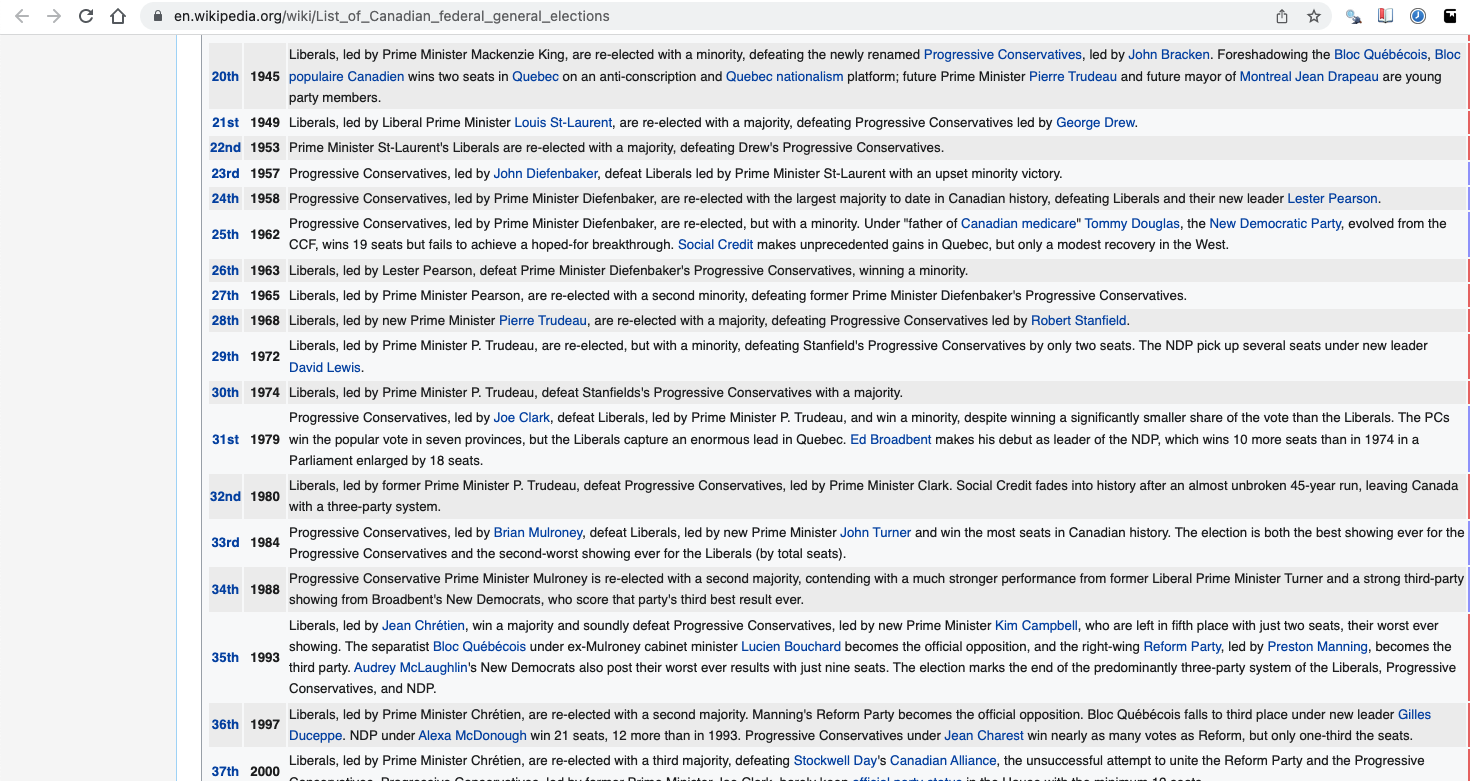 en.wikipedia.org/wiki/List_of_Canadian_federal_general_elections
Liberals, led by Prime Minister Mackenzie King, are re-elected with a minority, defeating the newly renamed Progressive Conservatives, led by John Bracken. Foreshadowing the Bloc Québécois, Bloc
20th 1945 populaire Canadien wins two seats in Quebec on an anti-conscription and Quebec nationalism platform; future Prime Minister Pierre Trudeau and future mayor of Montreal Jean Drapeau are young
party members.
21st 1949 Liberals, led by Liberal Prime Minister Louis St-Laurent, are re-elected with a majority, defeating Progressive Conservatives led by George Drew.
22nd 1953 Prime Minister St-Laurent's Liberals are re-elected with a majority, defeating Drew's Progressive Conservatives.
23rd 1957 Progressive Conservatives, led by John Diefenbaker, defeat Liberals led by Prime Minister St-Laurent with an upset minority victory.
24th 1958 Progressive Conservatives, led by Prime Minister Diefenbaker, are re-elected with the largest majority to date in Canadian history, defeating Liberals and their new leader Lester Pearson.
25th 1962 Progressive Conservatives, led by Prime Minister Diefenbaker, are re-elected, but with a minority. Under "father of Canadian medicare" Tommy Douglas, the New Democratic Party, evolved from the
CCF, wins 19 seats but fails to achieve a hoped-for breakthrough. Social Credit makes unprecedented gains in Quebec, but only a modest recovery in the West.
26th 1963 Liberals, led by Lester Pearson, defeat Prime Minister Diefenbaker's Progressive Conservatives, winning a minority.
27th 1965 Liberals, led by Prime Minister Pearson, are re-elected with a second minority, defeating former Prime Minister Diefenbaker's Progressive Conservatives.
28th 1968 Liberals, led by new Prime Minister Pierre Trudeau, are re-elected with a majority, defeating Progressive Conservatives led by Robert Stanfield.
29th 1972 Liberals, led by Prime Minister P. Trudeau, are re-elected, but with a minority, defeating Stanfield's Progressive Conservatives by only two seats. The NDP pick up several seats under new leader
David Lewis.
30th 1974 Liberals, led by Prime Minister P. Trudeau, defeat Stanfields's Progressive Conservatives with a majority.
Progressive Conservatives, led by Joe Clark, defeat Liberals, led by Prime Minister P. Trudeau, and win a minority, despite winning a significantly smaller share of the vote than the Liberals. The PCs
31st 1979 win the popular vote in seven provinces, but the Liberals capture an enormous lead in Quebec. Ed Broadbent makes his debut as leader of the NDP, which wins 10 more seats than in 1974 in a
Parliament enlarged by 18 seats.
32nd 1980 Liberals, led by former Prime Minister P. Trudeau, defeat Progressive Conservatives, led by Prime Minister Clark. Social Credit fades into history after an almost unbroken 45-year run, leaving Canada
with a three-party system.
33rd 1984 Progressive Conservatives, led by Brian Mulroney, defeat Liberals, led by new Prime Minister John Turner and win the most seats in Canadian history. The election is both the best showing ever for the
Progressive Conservatives and the second-worst showing ever for the Liberals (by total seats).
34th 1988 Progressive Conservative Prime Minister Mulroney is re-elected with a second majority, contending with a much stronger performance from former Liberal Prime Minister Turner and a strong third-party
showing from Broadbent's New Democrats, who score that party's third best result ever.
Liberals, led by Jean Chrétien, win a majority and soundly defeat Progressive Conservatives, led by new Prime Minister Kim Campbell, who are left in fifth place with just two seats, their worst ever
35th 1993 showing. The separatist Bloc Québécois under ex-Mulroney cabinet minister Lucien Bouchard becomes the official opposition, and the right-wing Reform Party, led by Preston Manning, becomes the
third party. Audrey McLaughlin's New Democrats also post their worst ever results with just nine seats. The election marks the end of the predominantly three-party system of the Liberals, Progressive
Conservatives, and NDP.
36th 1997 Liberals, led by Prime Minister Chrétien, are re-elected with a second majority. Manning's Reform Party becomes the official opposition. Bloc Québécois falls to third place under new leader Gilles
Duceppe. NDP under Alexa McDonough win 21 seats, 12 more than in 1993. Progressive Conservatives under Jean Charest win nearly as many votes as Reform, but only one-third the seats.
37th 2000 Liberals, led by Prime Minister Chrétien, are re-elected with a third majority, defeating Stockwell Day's Canadian Alliance, the unsuccessful attempt to unite the Reform Party and the Progressive